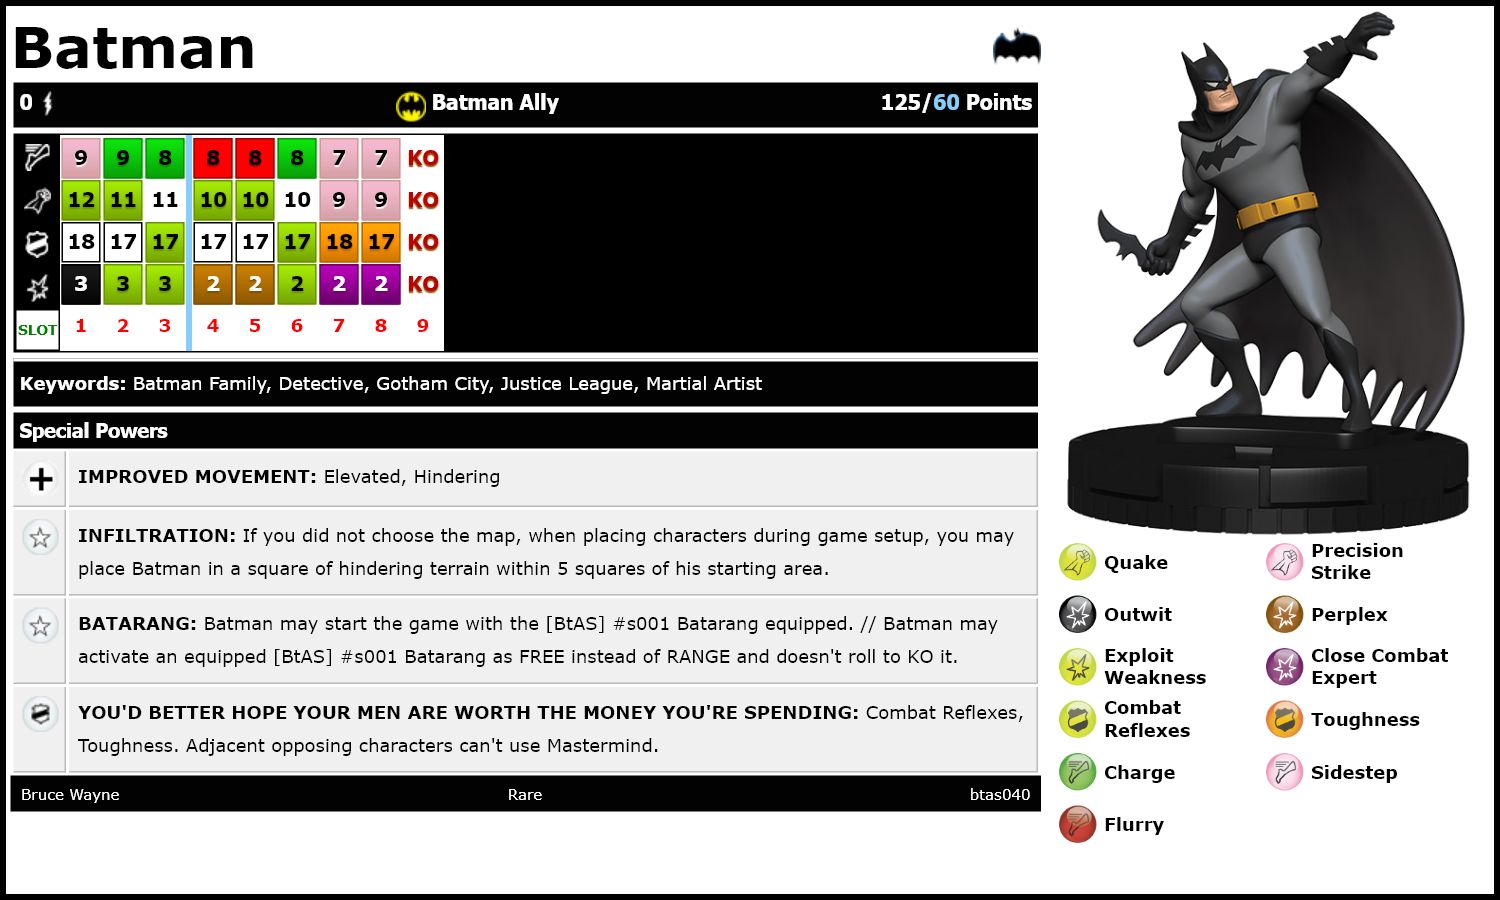 Batman
0 Batman Ally 125/60 Points
9 9 8 8 8 8 7 7 KO
12 11 11 10 10 10 9 9 KO
18 17 17 17 17 17 18 17 KO
3 3 3 2 2 2 2 2 KO
SLOT 1 2 3 4 5 6 7 8 9
Keywords: Batman Family, Detective, Gotham City, Justice League, Martial Artist
Special Powers
IMPROVED MOVEMENT: Elevated, Hindering
INFILTRATION: If you did not choose the map, when placing characters during game setup, you may
place Batman in a square of hindering terrain within 5 squares of his starting area.
BATARANG: Batman may start the game with the [BtAS] #s001 Batarang equipped. // Batman may
activate an equipped [BtAS] #s001 Batarang as FREE instead of RANGE and doesn't roll to KO it.
YOU'D BETTER HOPE YOUR MEN ARE WORTH THE MONEY YOU'RE SPENDING: Combat Reflexes,
Toughness. Adjacent opposing characters can't use Mastermind.
Bruce Wayne Rare btas040
Quake
Precision
Strike
Outwit
Perplex
Exploit
Weakness
Close Combat
Expert
Combat
Reflexes
Toughness
Charge
Sidestep
Flurry